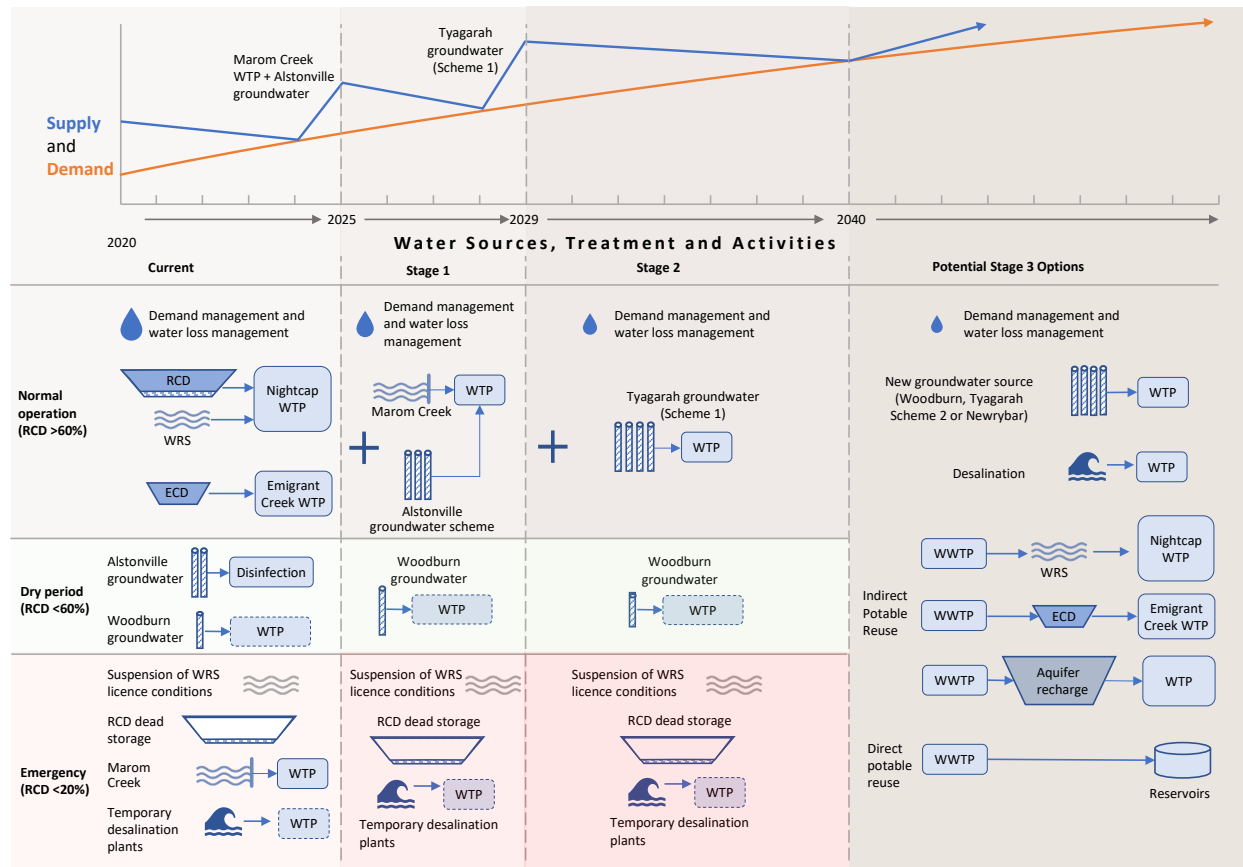 Marom Creek
WTP + Alstonville
groundwater
Tyagarah
groundwater
(Scheme 1)
Supply
and
Demand
2020
2025
2029
2040
Water Sources, Treatment and Activities
Current
Stage 1
Stage 2
Potential Stage 3 Options
Normal
operation
(RCD >60%)
Demand management and
water loss management
RCD
Nightcap
WTP
WRS
ECD
Emigrant
Creek WTP
Demand management
and water loss
management
WTP
Marom Creek
+
Alstonville
groundwater scheme
Demand management and
water loss management
Tyagarah groundwater
(Scheme 1)
+
WTP
Demand management and
water loss management
New groundwater source
(Woodburn, Tyagarah
Scheme 2 or Newrybar)
WTP
Desalination
WTP
Indirect
Potable
Reuse
WWTP
WRS
Nightcap
WTP
WWTP
ECD
Emigrant
Creek WTP
WWTP
Aquifer
recharge
WTP
Direct
potable
reuse
WWTP
Reservoirs
Dry period
(RCD <60%)
Alstonville
groundwater
Disinfection
Woodburn
groundwater
WTP
Woodburn
groundwater
WTP
Woodburn
groundwater
WTP
Emergency
(RCD <20%)
Suspension of WRS
licence conditions
RCD dead
storage
Marom
Creek
WTP
Temporary
desalination
plants
WTP
Suspension of WRS
licence conditions
RCD dead storage
WTP
Temporary desalination
plants
Suspension of WRS
licence conditions
RCD dead storage
WTP
Temporary desalination
plants